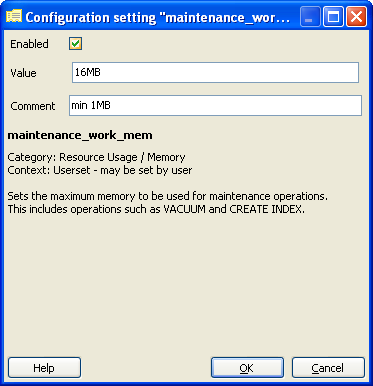 Configuration setting "maintenance_wor...
Enabled
Value 16MB
Comment min 1MB
maintenance_work_mem
Category: Resource Usage / Memory
Context: Userset - may be set by user
Sets the maximum memory to be used for maintenance operations.
This includes operations such as VACUUM and CREATE INDEX.
Help OK Cancel